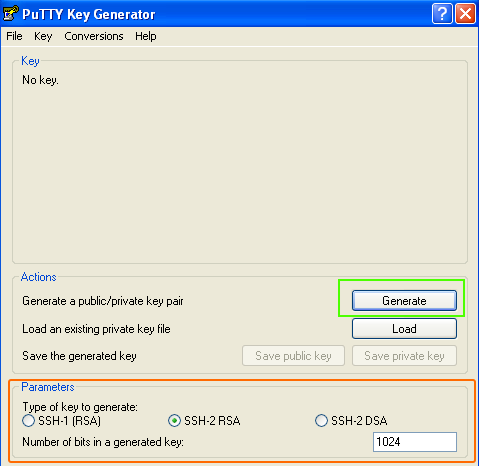 PuTTY Key Generator
File Key Conversions Help
Key
No key.
Actions
Generate a public/private key pair Generate
Load an existing private key file Load
Save the generated key Save public key Save private key
Parameters
Type of key to generate:
SSH-1 (RSA) SSH-2 RSA SSH-2 DSA
Number of bits in a generated key: 1024